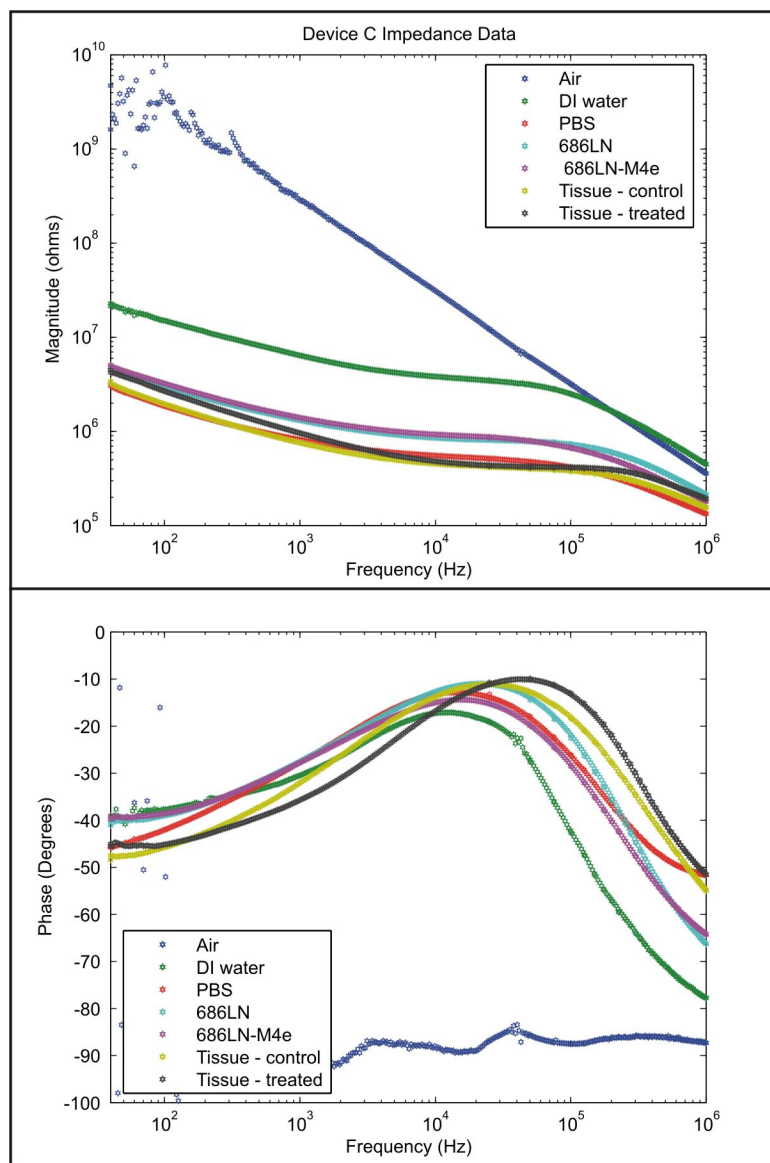 Device C Impedance Data
10^10
10^9
10^8
10^7
10^6
10^5
Magnitude (ohms)
Air
DI water
PBS
686LN
686LN-M4e
Tissue - control
Tissue - treated
10^2 10^3 10^4 10^5 10^6
Frequency (Hz)
0
-10
-20
-30
-40
-50
-60
-70
-80
-90
-100
Phase (Degrees)
Air
DI water
PBS
686LN
686LN-M4e
Tissue - control
Tissue - treated
10^2 10^3 10^4 10^5 10^6
Frequency (Hz)